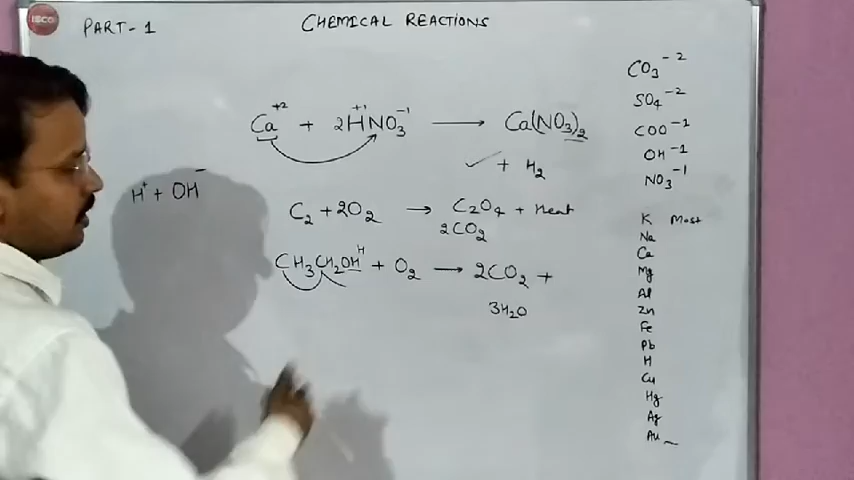 ISCO
PART-1
CHEMICAL REACTIONS
Ca⁺² + 2H⁺¹NO₃⁻¹ → Ca(NO₃)₂
✓ + H₂
H⁺ + OH⁻
C₂ + 2O₂ → C₂O₄ + Heat
2CO₂
CH₃CH₂OH H + O₂ → 2CO₂ +
3H₂O
CO₃⁻²
SO₄⁻²
COO⁻¹
OH⁻¹
NO₃⁻¹
K Most
Na
Ca
Mg
Al
Zn
Fe
Pb
H
Cu
Hg
Ag
Au